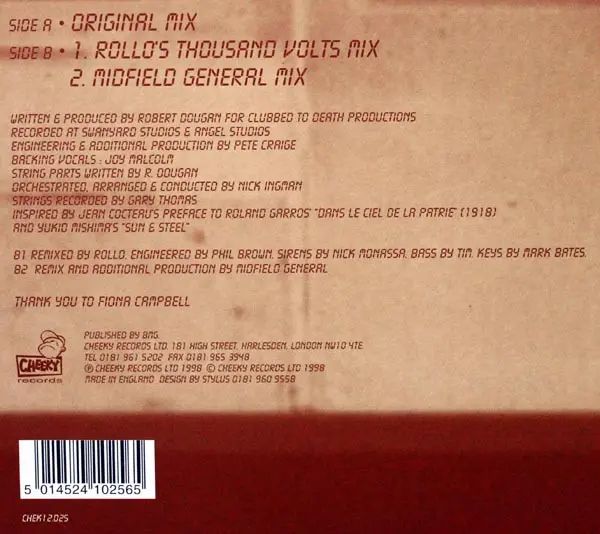 SIDE A • ORIGINAL MIX
SIDE B • 1. ROLLO'S THOUSAND VOLTS MIX
2. MIDFIELD GENERAL MIX
WRITTEN & PRODUCED BY ROBERT DOUGAN FOR CLUBBED TO DEATH PRODUCTIONS
RECORDED AT SWANYARD STUDIOS & ANGEL STUDIOS
ENGINEERING & ADDITIONAL PRODUCTION BY PETE CRAIGE
BACKING VOCALS : JOY MALCOLM
STRING PARTS WRITTEN BY R. DOUGAN
ORCHESTRATED, ARRANGED & CONDUCTED BY NICK INGMAN
STRINGS RECORDED BY GARY THOMAS
INSPIRED BY JEAN COCTEAU'S PREFACE TO ROLAND GARROS' "DANS LE CIEL DE LA PATRIE" (1918)
AND YUKIO MISHIMA'S "SUN & STEEL"
B1 REMIXED BY ROLLO. ENGINEERED BY PHIL BROWN. SIRENS BY NICK MONASSA. BASS BY TIM. KEYS BY MARK BATES.
B2 REMIX AND ADDITIONAL PRODUCTION BY MIDFIELD GENERAL
THANK YOU TO FIONA CAMPBELL
PUBLISHED BY BMG.
CHEEKY RECORDS LTD. 181 HIGH STREET. HARLESDEN. LONDON NW10 4TE.
TEL 0181 961 5202 FAX 0181 965 3948
℗ CHEEKY RECORDS LTD 1998 © CHEEKY RECORDS LTD 1998
MADE IN ENGLAND DESIGN BY STYLUS 0181 960 9558
CHEEKY
records
5 014524 102565
CHEK12.025